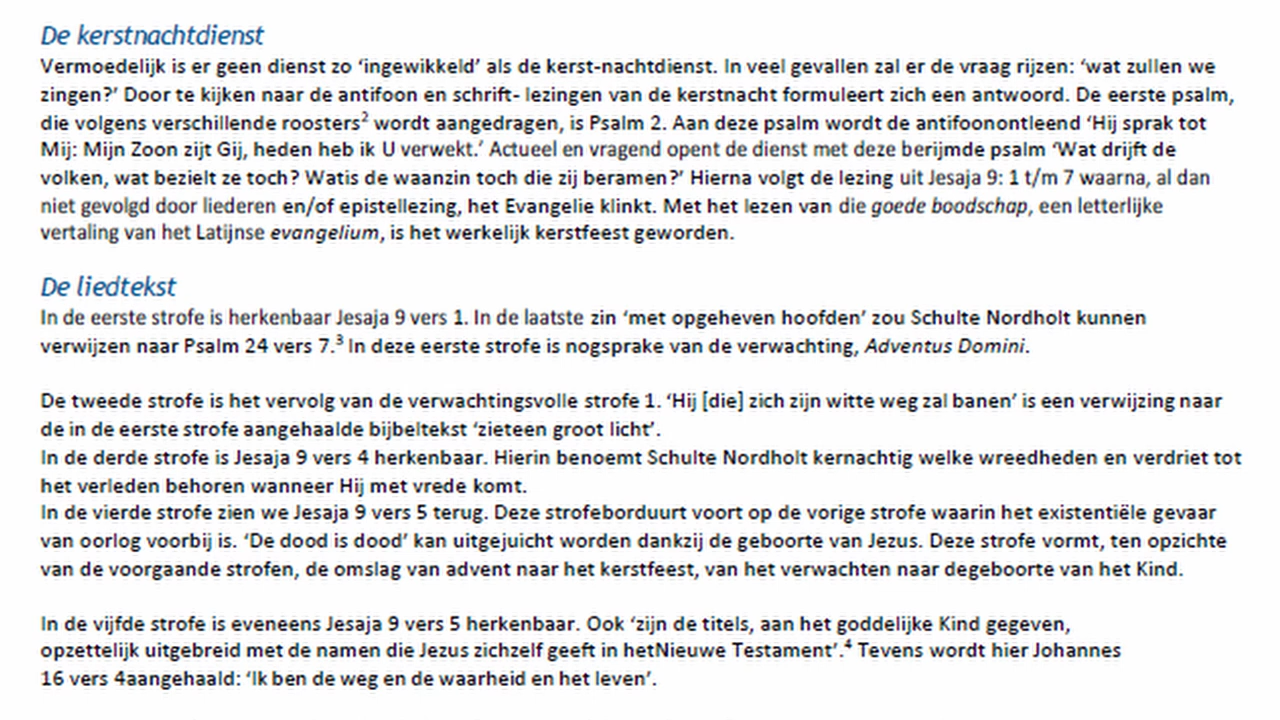 De kerstnachtdienst
Vermoedelijk is er geen dienst zo ‘ingewikkeld’ als de kerst-nachtdienst. In veel gevallen zal er de vraag rijzen: ‘wat zullen we
zingen?’ Door te kijken naar de antifoon en schrift- lezingen van de kerstnacht formuleert zich een antwoord. De eerste psalm,
die volgens verschillende roosters² wordt aangedragen, is Psalm 2. Aan deze psalm wordt de antifoonontleend ‘Hij sprak tot
Mij: Mijn Zoon zijt Gij, heden heb ik U verwekt.’ Actueel en vragend opent de dienst met deze berijmde psalm ‘Wat drijft de
volken, wat bezielt ze toch? Watis de waanzin toch die zij beramen?’ Hierna volgt de lezing uit Jesaja 9: 1 t/m 7 waarna, al dan
niet gevolgd door liederen en/of epistellezing, het Evangelie klinkt. Met het lezen van die goede boodschap, een letterlijke
vertaling van het Latijnse evangelium, is het werkelijk kerstfeest geworden.
De liedtekst
In de eerste strofe is herkenbaar Jesaja 9 vers 1. In de laatste zin ‘met opgeheven hoofden’ zou Schulte Nordholt kunnen
verwijzen naar Psalm 24 vers 7.³ In deze eerste strofe is nogsprake van de verwachting, Adventus Domini.
De tweede strofe is het vervolg van de verwachtingsvolle strofe 1. ‘Hij [die] zich zijn witte weg zal banen’ is een verwijzing naar
de in de eerste strofe aangehaalde bijbeltekst ‘zieteen groot licht’.
In de derde strofe is Jesaja 9 vers 4 herkenbaar. Hierin benoemt Schulte Nordholt kernachtig welke wreedheden en verdriet tot
het verleden behoren wanneer Hij met vrede komt.
In de vierde strofe zien we Jesaja 9 vers 5 terug. Deze strofeborduurt voort op de vorige strofe waarin het existentiële gevaar
van oorlog voorbij is. ‘De dood is dood’ kan uitgejuicht worden dankzij de geboorte van Jezus. Deze strofe vormt, ten opzichte
van de voorgaande strofen, de omslag van advent naar het kerstfeest, van het verwachten naar degeboorte van het Kind.
In de vijfde strofe is eveneens Jesaja 9 vers 5 herkenbaar. Ook ‘zijn de titels, aan het goddelijke Kind gegeven,
opzettelijk uitgebreid met de namen die Jezus zichzelf geeft in hetNieuwe Testament’.⁴ Tevens wordt hier Johannes
16 vers 4aangehaald: ‘Ik ben de weg en de waarheid en het leven’.